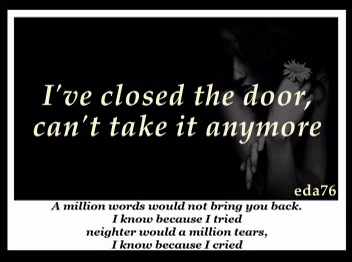 I've closed the door,
can't take it anymore
eda76
A million words would not bring you back.
I know because I tried
neighter would a million tears,
I know because I cried